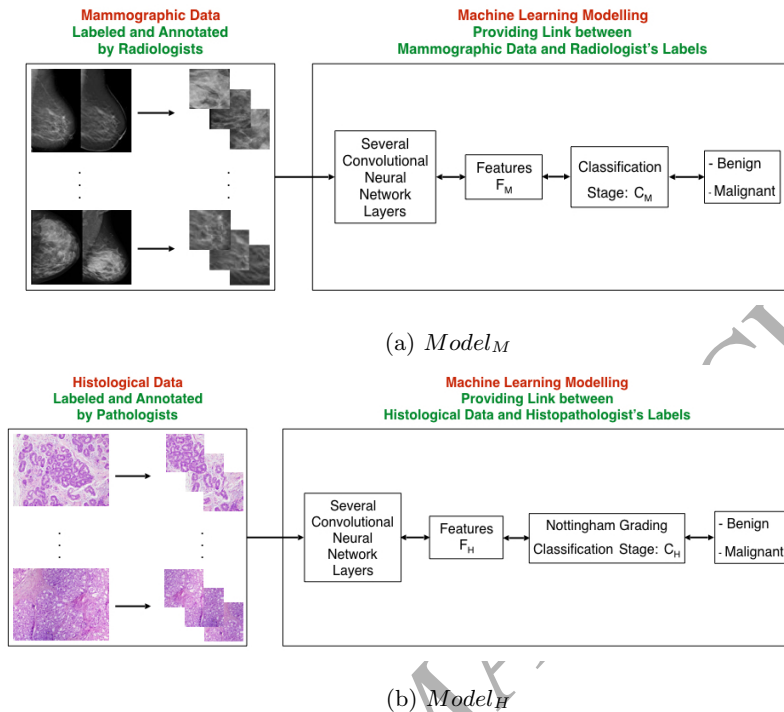 Mammographic Data
Labeled and Annotated
by Radiologists
Machine Learning Modelling
Providing Link between
Mammographic Data and Radiologist's Labels
Several
Convolutional
Neural
Network
Layers
Features
F_M
Classification
Stage: C_M
- Benign
- Malignant
(a) Model_M
Histological Data
Labeled and Annotated
by Pathologists
Machine Learning Modelling
Providing Link between
Histological Data and Histopathologist's Labels
Several
Convolutional
Neural
Network
Layers
Features
F_H
Nottingham Grading
Classification Stage: C_H
- Benign
- Malignant
(b) Model_H